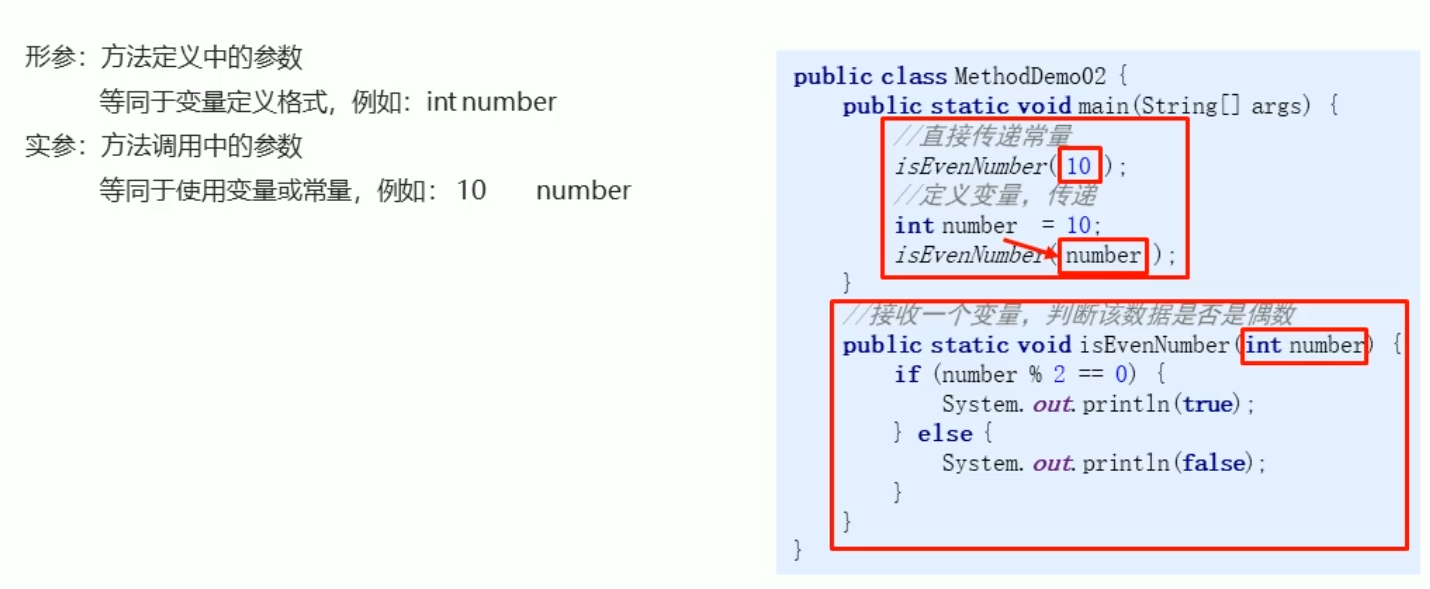 形参：方法定义中的参数
等同于变量定义格式，例如：int number
实参：方法调用中的参数
等同于使用变量或常量，例如： 10 number
public class MethodDemo02 {
public static void main(String[] args) {
//直接传递常量
isEvenNumber( 10 );
//定义变量，传递
int number = 10;
isEvenNumber( number );
}
//接收一个变量，判断该数据是否是偶数
public static void isEvenNumber(int number) {
if (number % 2 == 0) {
System.out.println(true);
} else {
System.out.println(false);
}
}
}